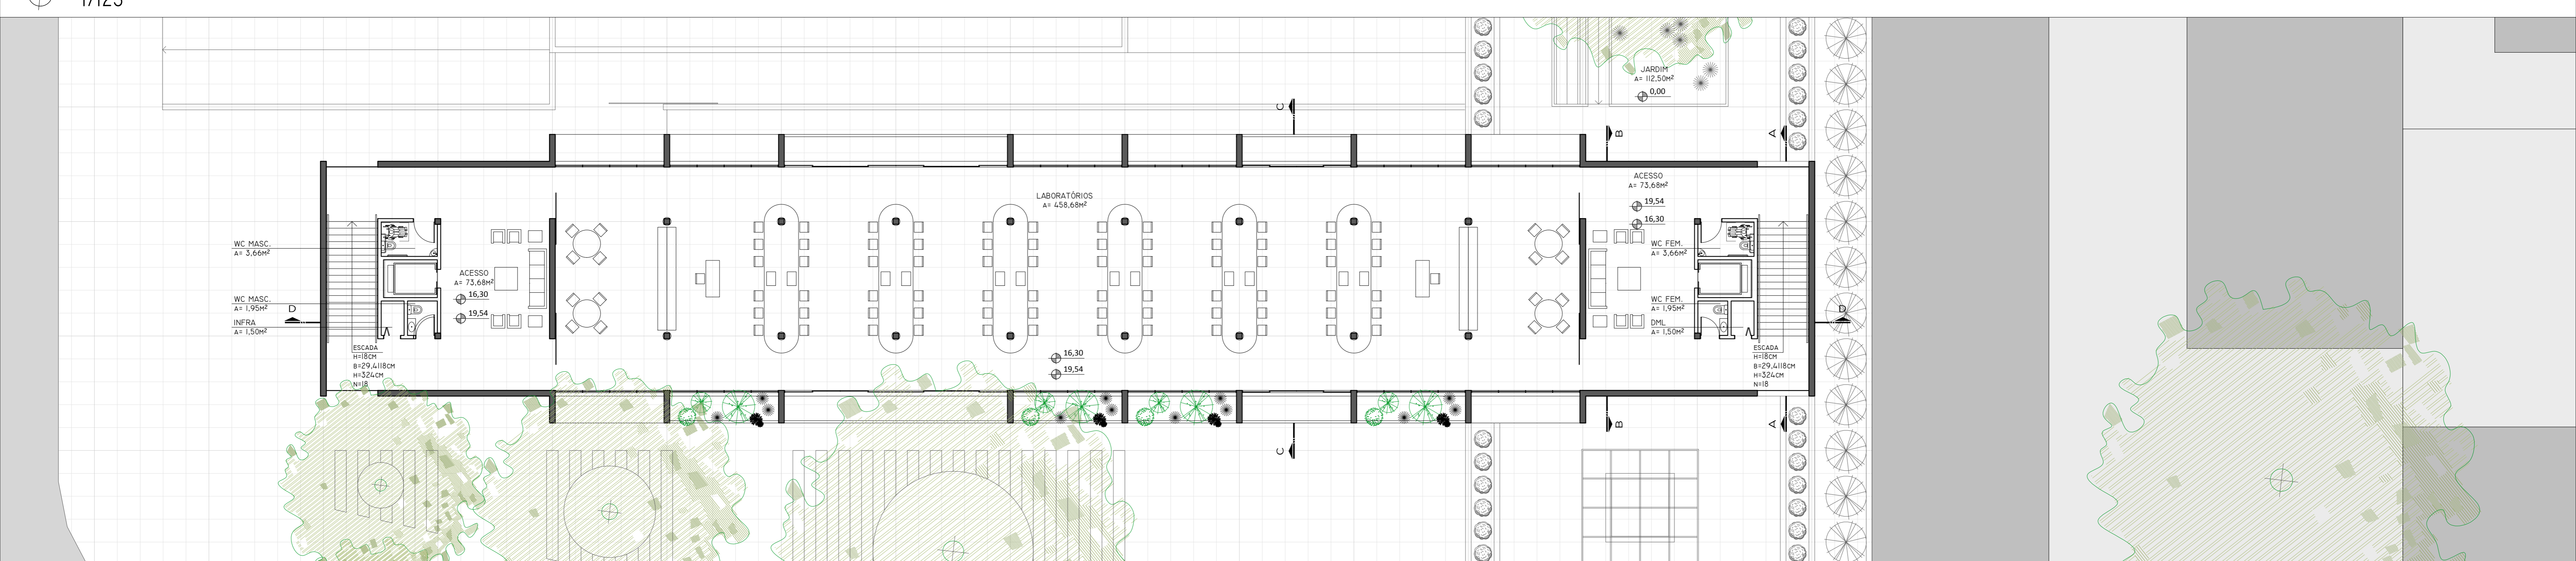 1/125
JARDIM
A= 112,50M²
0,00
C
B
A
LABORATÓRIOS
A= 458,68M²
ACESSO
A= 73,68M²
19,54
16,30
WC MASC.
A= 3,66M²
ACESSO
A= 73,68M²
16,30
19,54
WC MASC.
A= 1,95M²
INFRA
A= 1,50M²
D
WC FEM.
A= 3,66M²
WC FEM.
A= 1,95M²
DML
A= 1,50M²
D
ESCADA
H=18CM
B=29,4118CM
H=324CM
N=18
16,30
19,54
ESCADA
H=18CM
B=29,4118CM
H=324CM
N=18
C
B
A